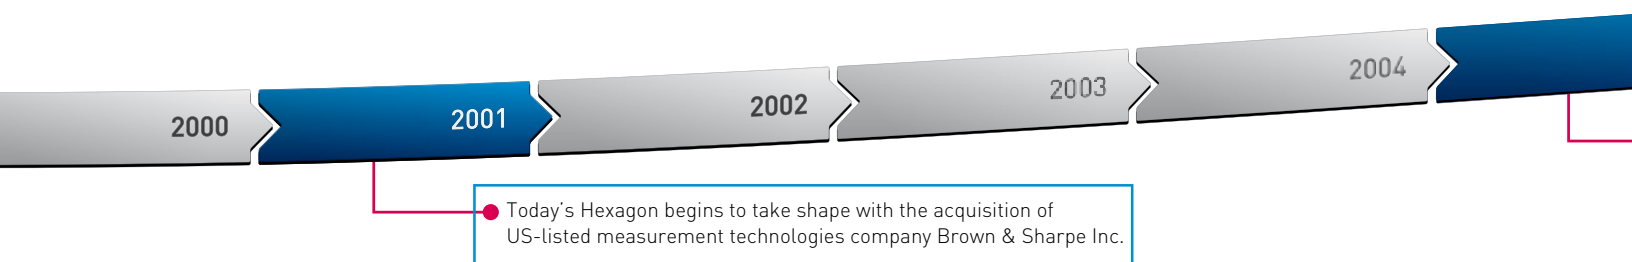 2000
2001
2002
2003
2004
Today's Hexagon begins to take shape with the acquisition of
US-listed measurement technologies company Brown & Sharpe Inc.